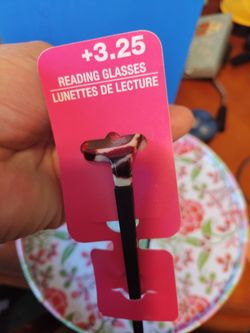 +3.25
READING GLASSES
LUNETTES DE LECTURE